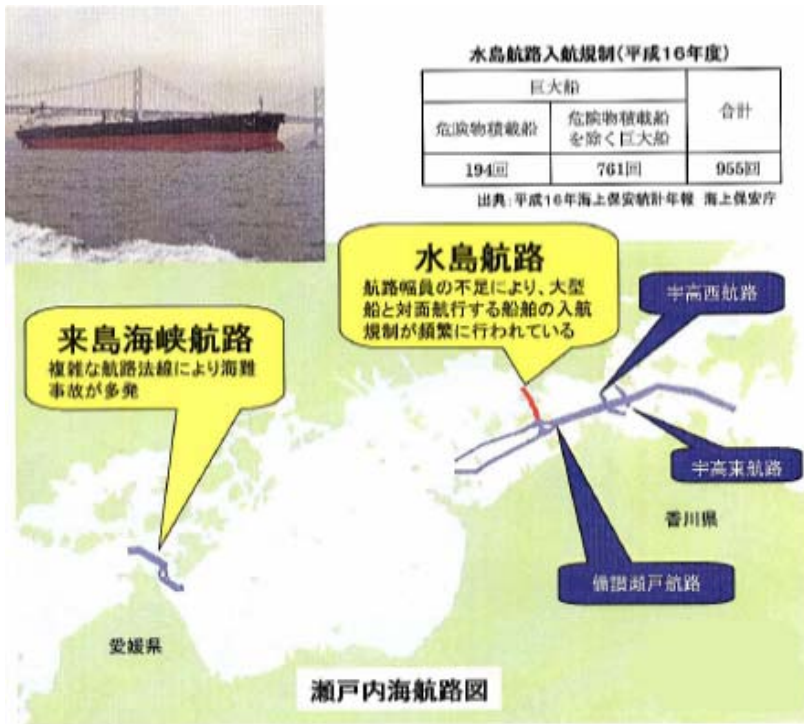 水島航路入航規制(平成16年度)
巨大船
合計
危険物積載船
危険物積載船
を除く巨大船
194回
761回
955回
出典:平成16年海上保安統計年報 海上保安庁
水島航路
航路幅員の不足により、大型
船と対面航行する船舶の入航
規制が頻繁に行われている
宇高西航路
来島海峡航路
複雑な航路法線により海難
事故が多発
宇高東航路
香川県
備讃瀬戸航路
愛媛県
瀬戸内海航路図